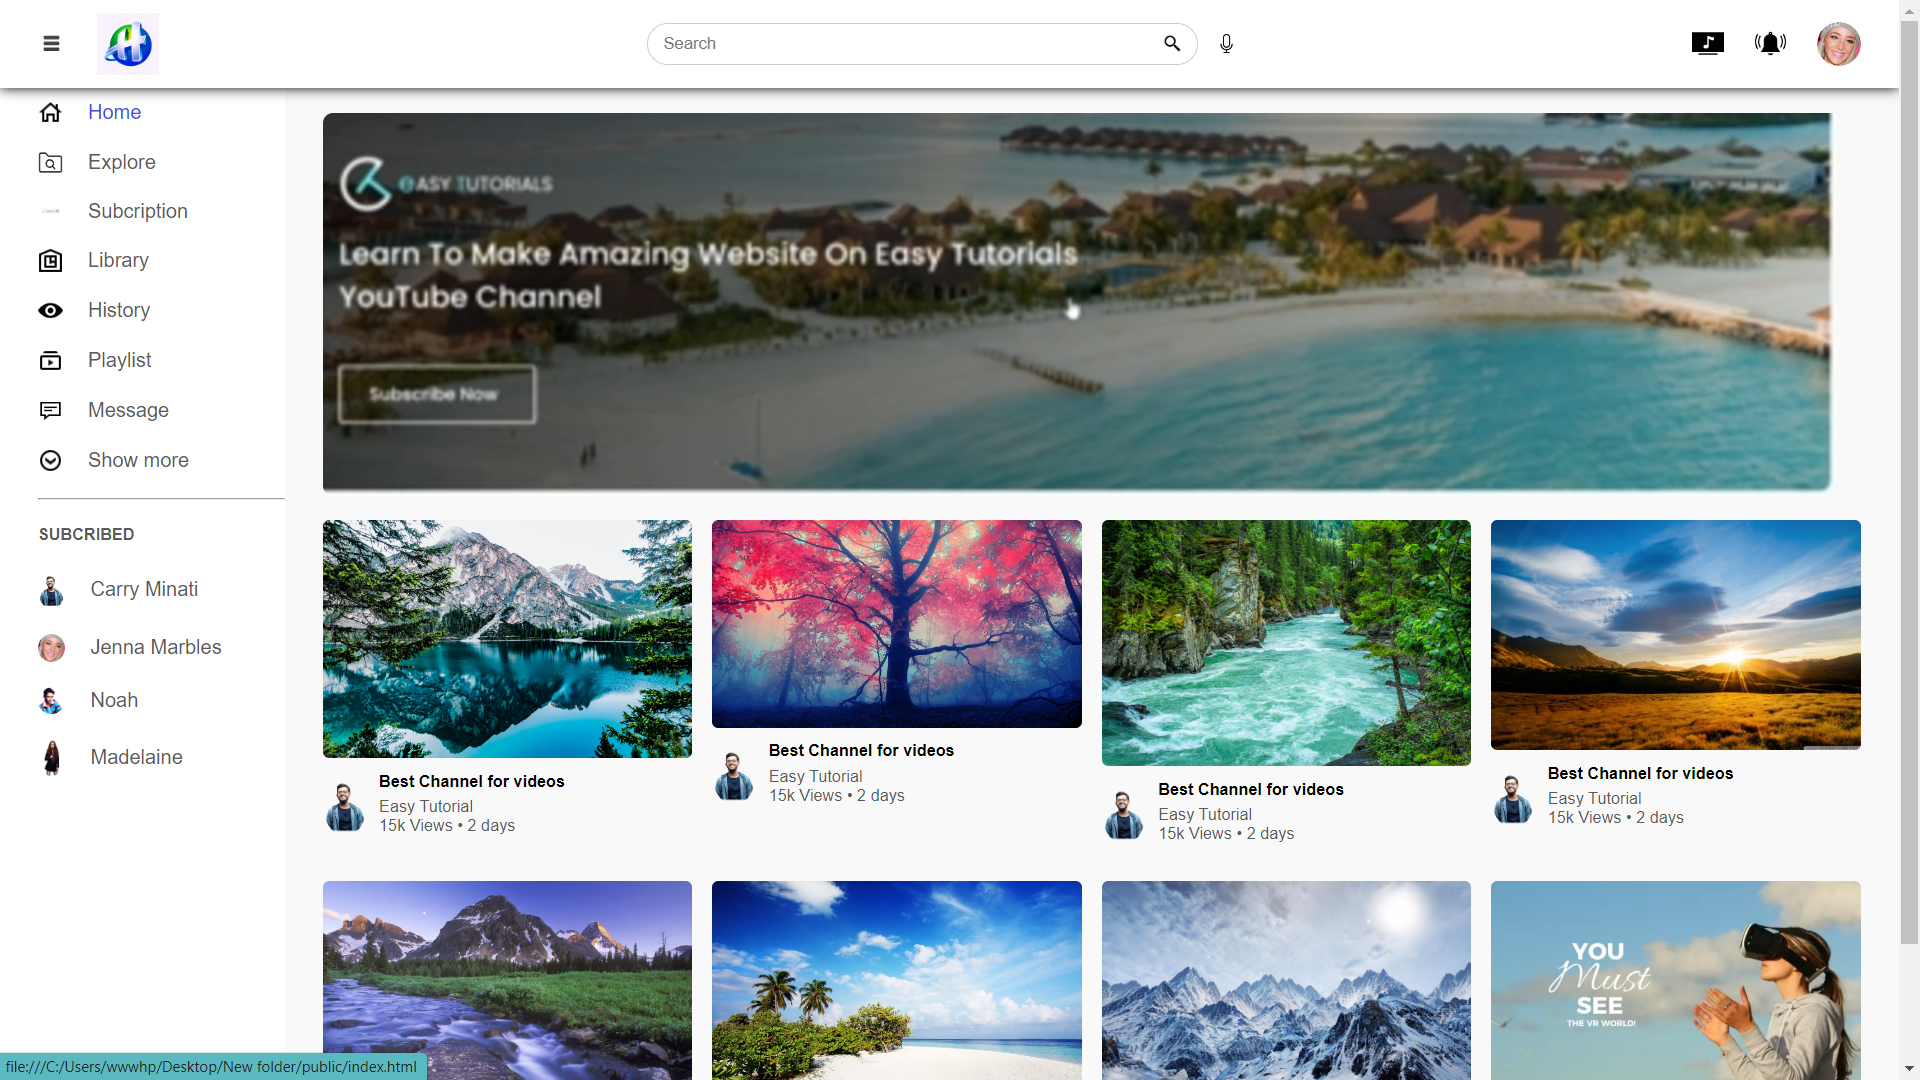 Search
Home
Explore
Subcription
Library
History
Playlist
Message
Show more
SUBCRIBED
Carry Minati
Jenna Marbles
Noah
Madelaine
EASY TUTORIALS
Learn To Make Amazing Website On Easy Tutorials
YouTube Channel
Subscribe Now
Best Channel for videos
Easy Tutorial
15k Views • 2 days
Best Channel for videos
Easy Tutorial
15k Views • 2 days
Best Channel for videos
Easy Tutorial
15k Views • 2 days
Best Channel for videos
Easy Tutorial
15k Views • 2 days
YOU
Must
SEE
THE VR WORLD!
file:///C:/Users/wwwhp/Desktop/New folder/public/index.html